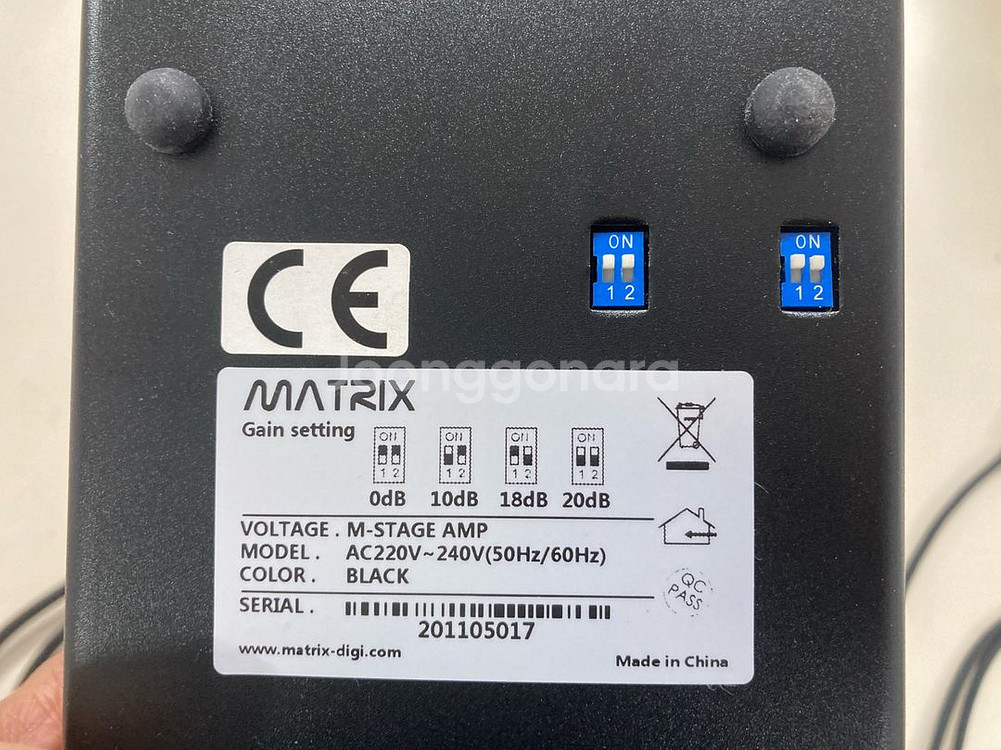 ON
1 2
ON
1 2
CE
joonggonara
MATRIX
Gain setting
ON ON ON ON
1 2 1 2 1 2 1 2
0dB 10dB 18dB 20dB
VOLTAGE . M-STAGE AMP
MODEL . AC220V~240V(50Hz/60Hz)
COLOR . BLACK
QC
PASS
SERIAL .
201105017
www.matrix-digi.com
Made in China